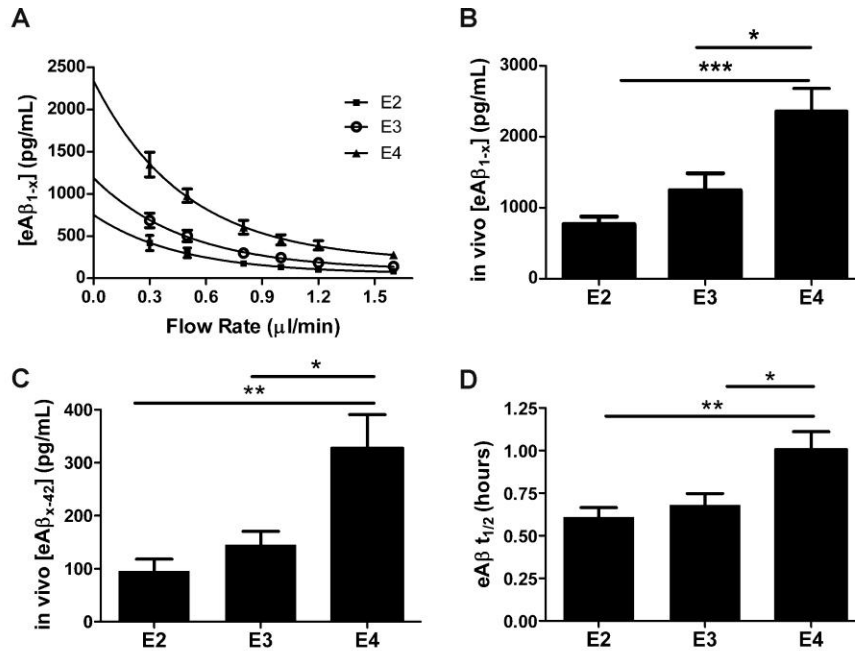 A
[eAβ1-x] (pg/mL)
2500
2000
1500
1000
500
0
0.0 0.3 0.6 0.9 1.2 1.5
Flow Rate (μl/min)
E2
E3
E4
B
in vivo [eAβ1-x] (pg/mL)
3000
2000
1000
0
*
***
E2 E3 E4
C
in vivo [eAβx-42] (pg/mL)
400
300
200
100
0
*
**
E2 E3 E4
D
eAβ t1/2 (hours)
1.25
1.00
0.75
0.50
0.25
0.00
*
**
E2 E3 E4